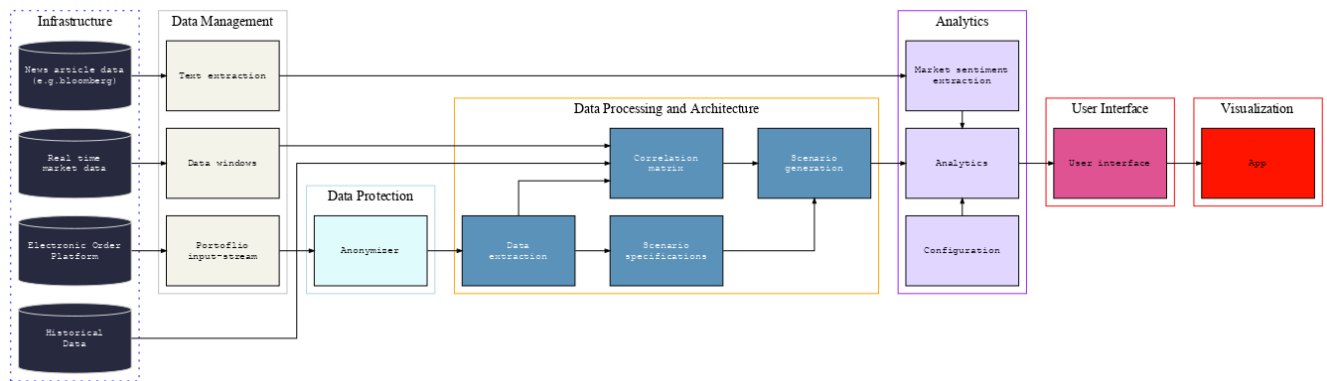 Infrastructure
News article data
(e.g.bloomberg)
Real time
market data
Electronic Order
Platform
Historical
Data
Data Management
Text extraction
Data windows
Portoflio
input-stream
Data Protection
Anonymizer
Data Processing and Architecture
Correlation
matrix
Scenario
generation
Data
extraction
Scenario
specifications
Analytics
Market sentiment
extraction
Analytics
Configuration
User Interface
User interface
Visualization
App